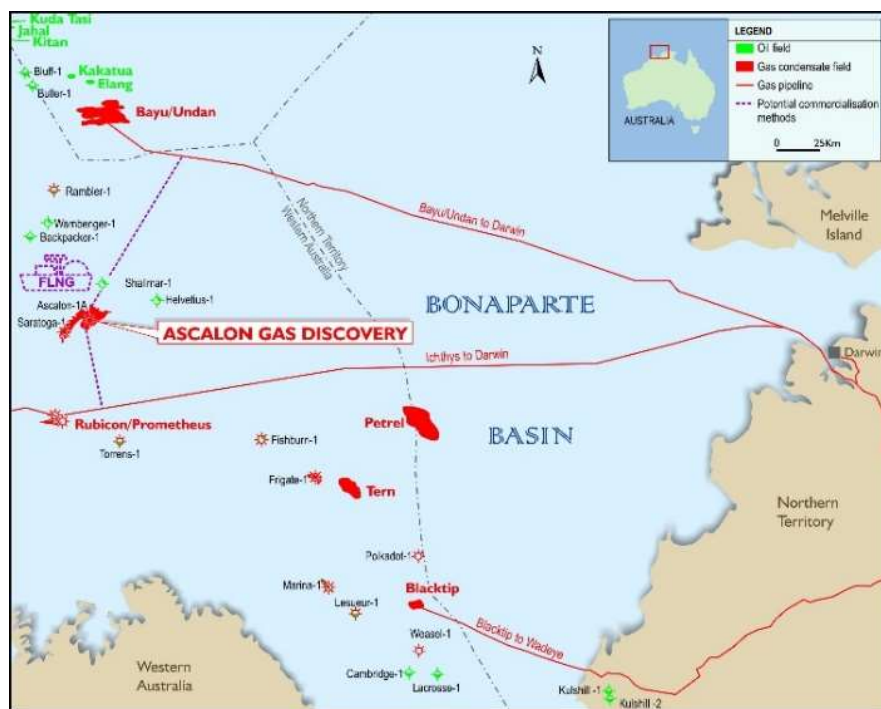 Kuda Tasi
Jahal
Kitan
Bluff-1
Kakatua
Elang
Buller-1
Bayu/Undan
N
LEGEND
Oil field
Gas condensate field
Gas pipeline
Potential commercialisation
methods
0 25Km
AUSTRALIA
Rambler-1
Wamberger-1
Backpacker-1
FLNG
Shalimar-1
Helvetius-1
Ascalon-1A
Saratoga-1
ASCALON GAS DISCOVERY
Northern Territory
Western Australia
Bayu/Undan to Darwin
Melville
Island
BONAPARTE
Ichthys to Darwin
Darwin
Rubicon/Prometheus
Torrens-1
Fishburr-1
Petrel
BASIN
Frigate-1
Tern
Northern
Territory
Polkadot-1
Marina-1
Lesueur-1
Blacktip
Blacktip to Wadeye
Weasel-1
Western
Australia
Cambridge-1
Lacrosse-1
Kulshill -1
Kulshill -2